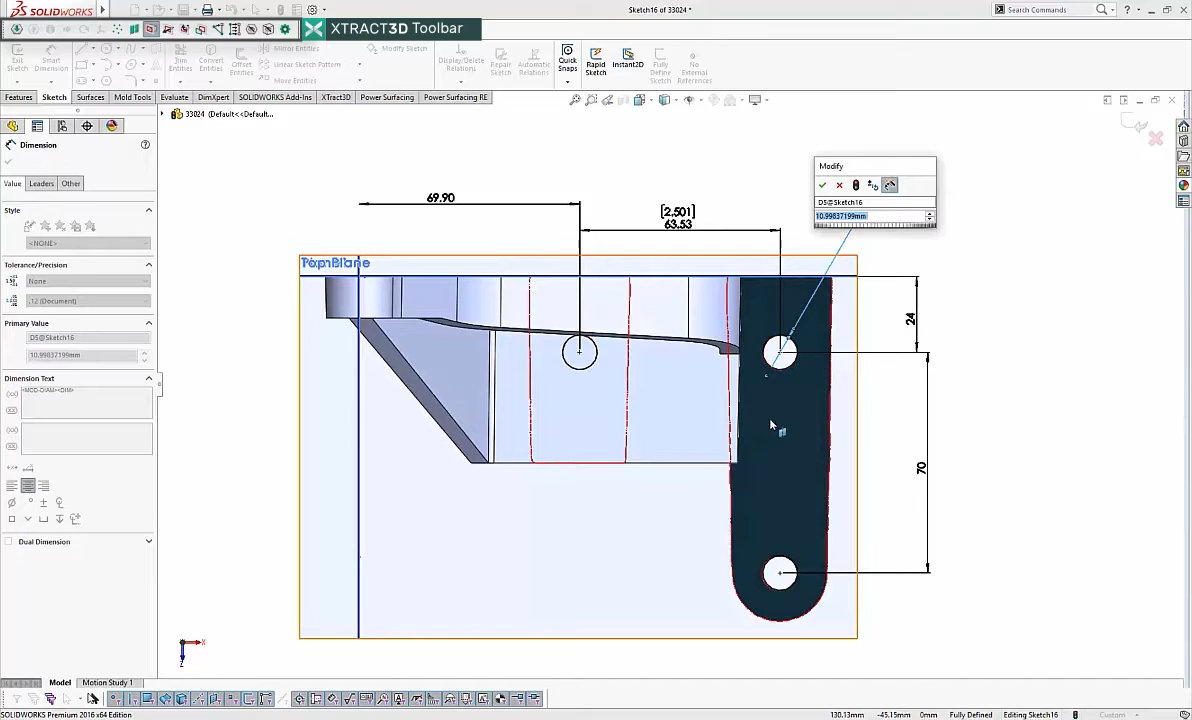 SOLIDWORKS
Sketch16 of 33024 *
Search Commands
XTRACT3D Toolbar
Exit Sketch
Smart Dimension
Trim Entities
Convert Entities
Offset Entities
Mirror Entities
Linear Sketch Pattern
Move Entities
Display/Delete Relations
Repair Sketch
Automatic Relations
Modify Sketch
Quick Snaps
Rapid Sketch
Instant2D
Fully Define Sketch
No External References
Features
Sketch
Surfaces
Mold Tools
Evaluate
DimXpert
SOLIDWORKS Add-Ins
XTract3D
Power Surfacing
Power Surfacing RE
33024 (Default<<Default...
Dimension
Value
Leaders
Other
Style
<NONE>
Tolerance/Precision
None
.12 (Document)
Primary Value
D5@Sketch16
10.99837199mm
Dimension Text
<MOD-DIAM><DIM>
Dual Dimension
Modify
D5@Sketch16
10.99837199mm
69.90
[2.501]
63.53
24
70
X
Z
Model
Motion Study 1
SOLIDWORKS Premium 2016 x64 Edition
130.13mm
-45.15mm
0mm
Fully Defined
Editing Sketch16
Custom